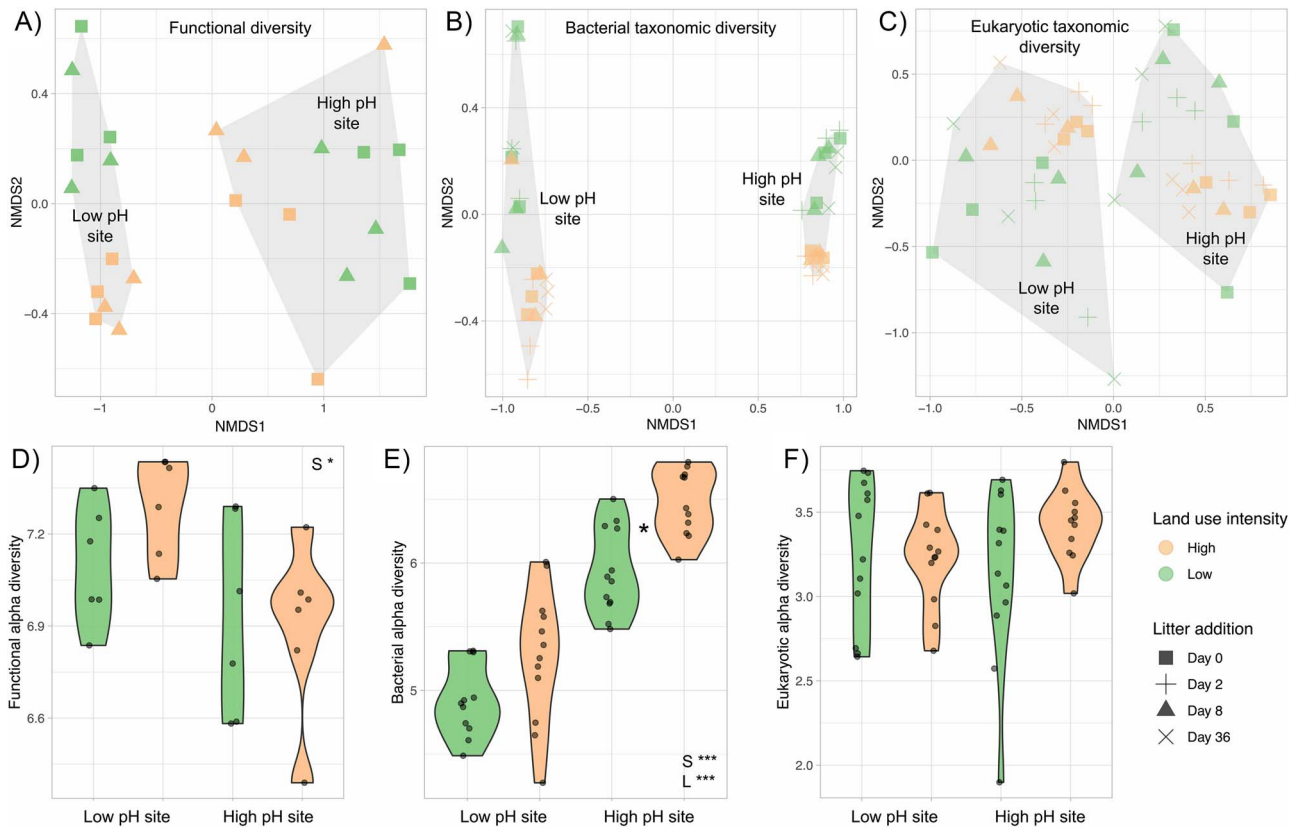 A)
Functional diversity
High pH
site
Low pH
site
0.4
0.0
−0.4
NMDS2
−1
0
1
NMDS1
B)
Bacterial taxonomic diversity
Low pH
site
High pH
site
0.4
0.0
−0.4
NMDS2
−1.0
−0.5
0.0
0.5
1.0
NMDS1
C)
Eukaryotic taxonomic
diversity
High pH
site
Low pH
site
0.5
0.0
−0.5
−1.0
NMDS2
−1.0
−0.5
0.0
0.5
NMDS1
D)
S *
7.2
6.9
6.6
Functional alpha diversity
Low pH site
High pH site
E)
*
S ***
L ***
6
5
Bacterial alpha diversity
Low pH site
High pH site
F)
3.5
3.0
2.5
2.0
Eukaryotic alpha diversity
Low pH site
High pH site
Land use intensity
High
Low
Litter addition
Day 0
Day 2
Day 8
Day 36